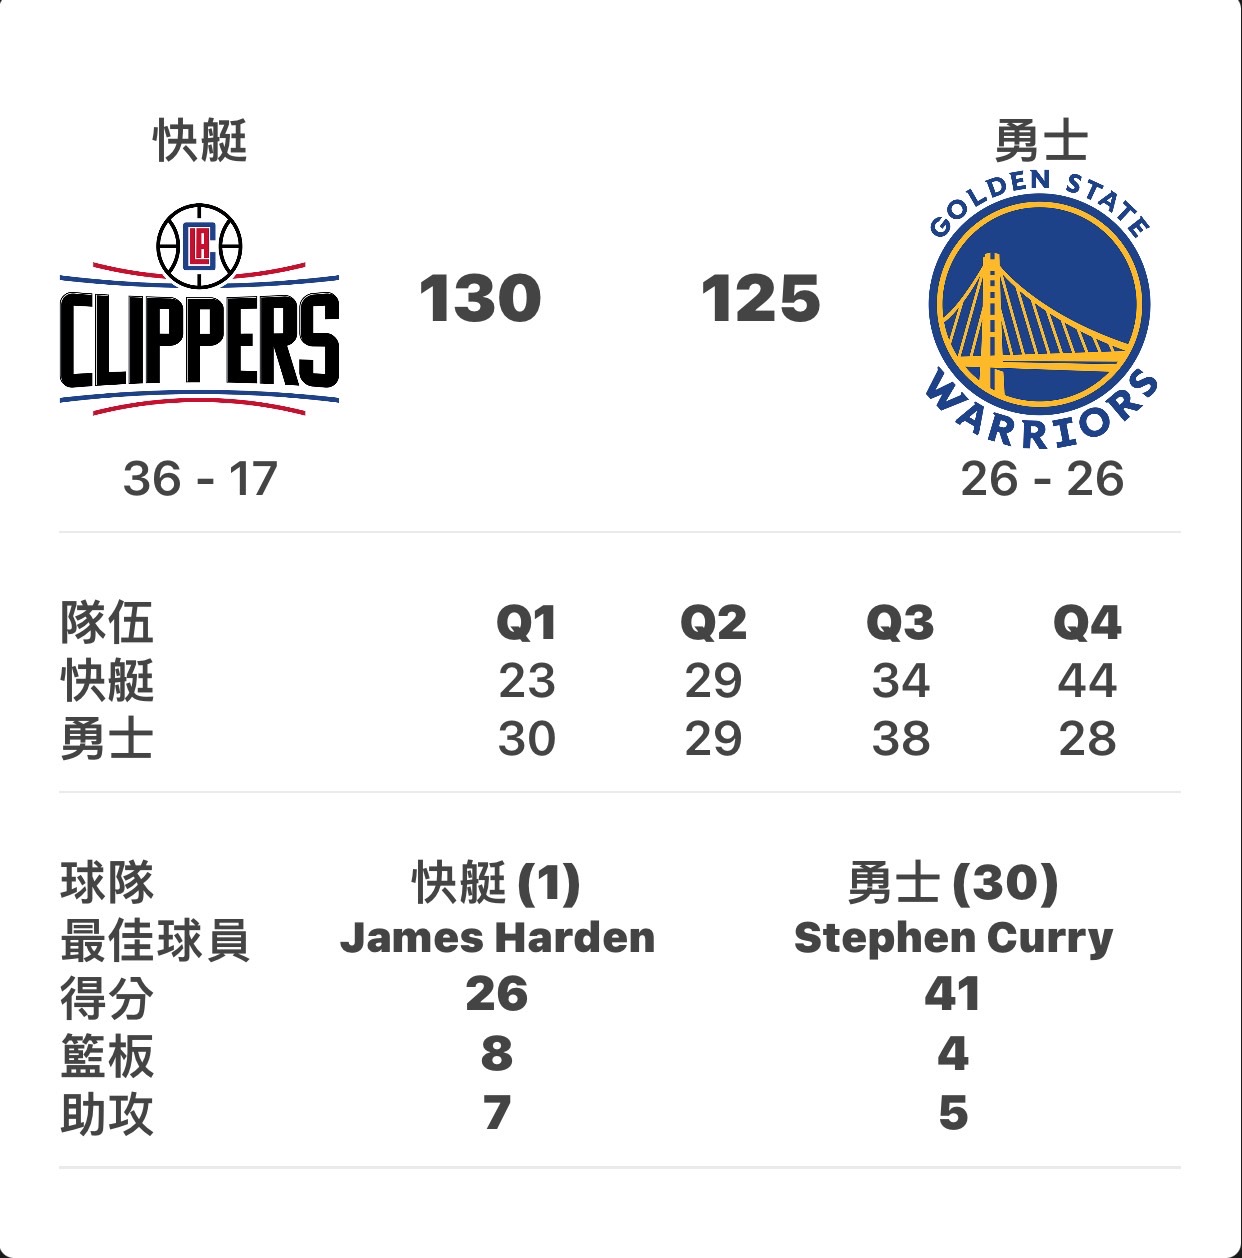 快艇 勇士
GOLDEN STATE
LAC
CLIPPERS
130 125
WARRIORS
36 - 17 26 - 26
隊伍 Q1 Q2 Q3 Q4
快艇 23 29 34 44
勇士 30 29 38 28
球隊 快艇 (1) 勇士 (30)
最佳球員 James Harden Stephen Curry
得分 26 41
籃板 8 4
助攻 7 5